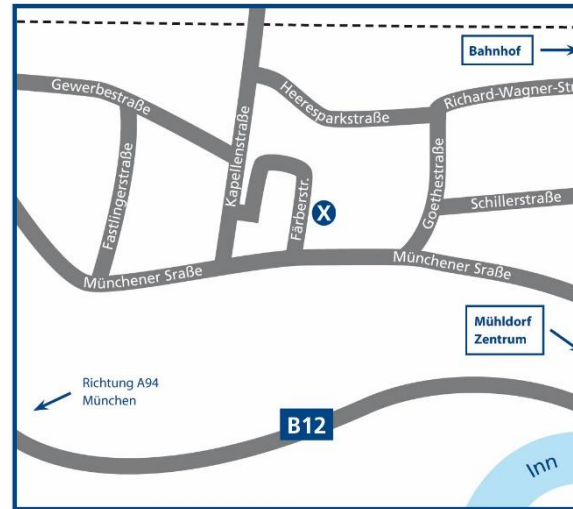 Bahnhof
Gewerbestraße
Heeresparkstraße
Richard-Wagner-Str
Fastlingerstraße
Kapellenstraße
Färberstr.
X
Goethestraße
Schillerstraße
Münchener Sraße
Münchener Sraße
Mühldorf
Zentrum
Richtung A94
München
B12
Inn